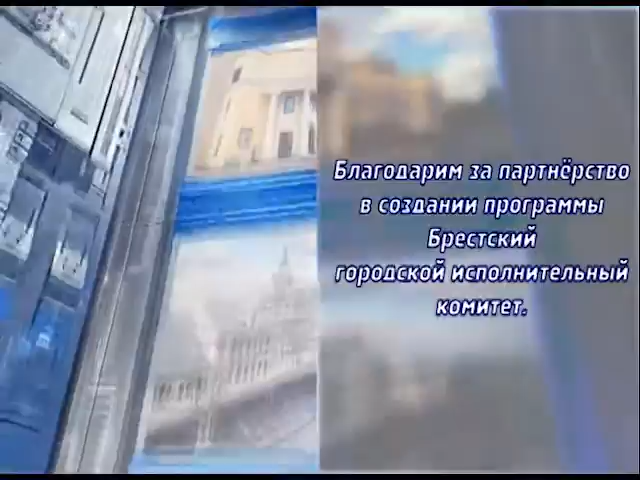 Благодарим за партнёрство
в создании программы
Брестский
городской исполнительный
комитет.